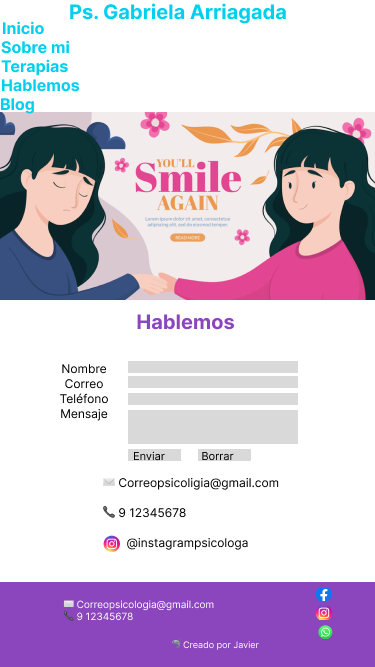 Ps. Gabriela Arriagada
Inicio
Sobre mi
Terapias
Hablemos
Blog
YOU'LL
Smile
AGAIN
Lorem ipsum dolor sit amet, consectetuer
adipiscing elit, sed do eiusmod tempor.
READ MORE
Hablemos
Nombre
Correo
Teléfono
Mensaje
Enviar Borrar
Correopsicoligia@gmail.com
9 12345678
@instagrampsicologa
Correopsicologia@gmail.com
9 12345678
Creado por Javier